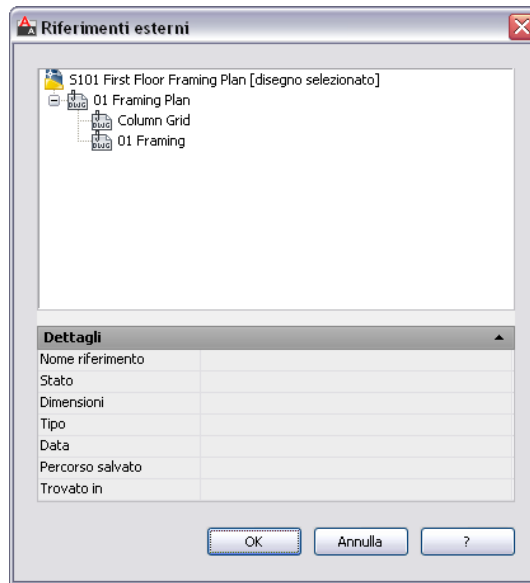 Riferimenti esterni
S101 First Floor Framing Plan [disegno selezionato]
01 Framing Plan
Column Grid
01 Framing
Dettagli
Nome riferimento
Stato
Dimensioni
Tipo
Data
Percorso salvato
Trovato in
OK Annulla ?